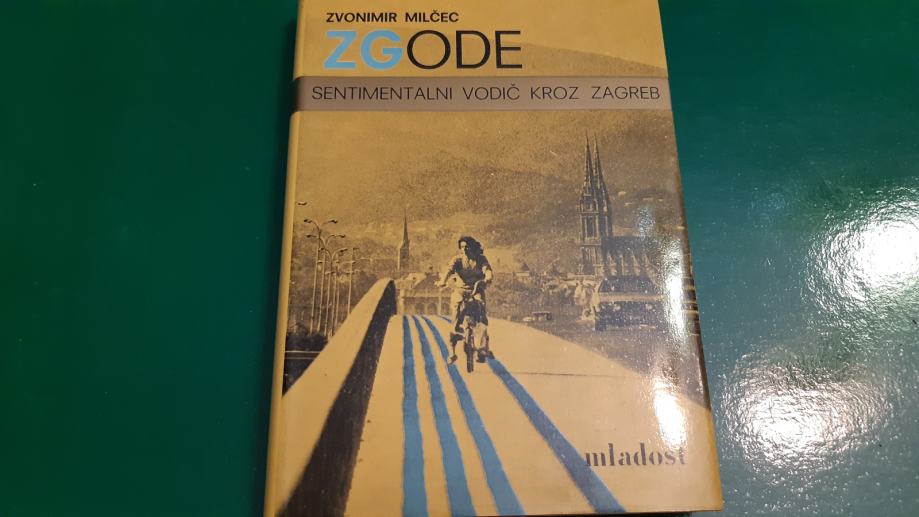 ZVONIMIR MILČEC
ZGODE
SENTIMENTALNI VODIČ KROZ ZAGREB
mladost